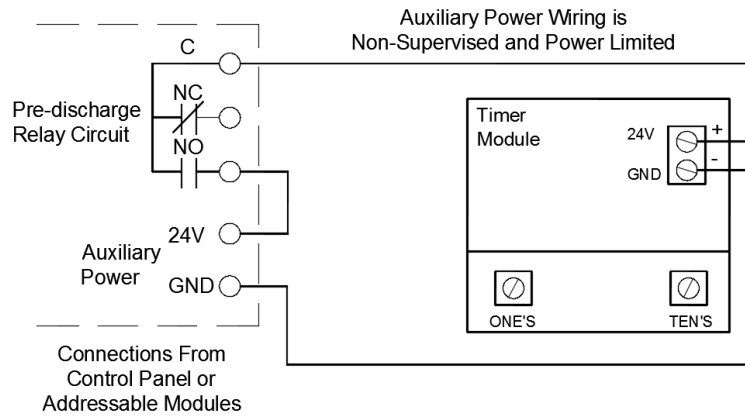 Auxiliary Power Wiring is
Non-Supervised and Power Limited
C
NC
Pre-discharge
Relay Circuit
NO
24V
Auxiliary
Power
GND
Connections From
Control Panel or
Addressable Modules
Timer
Module
24V
+
GND
-
ONE'S
TEN'S